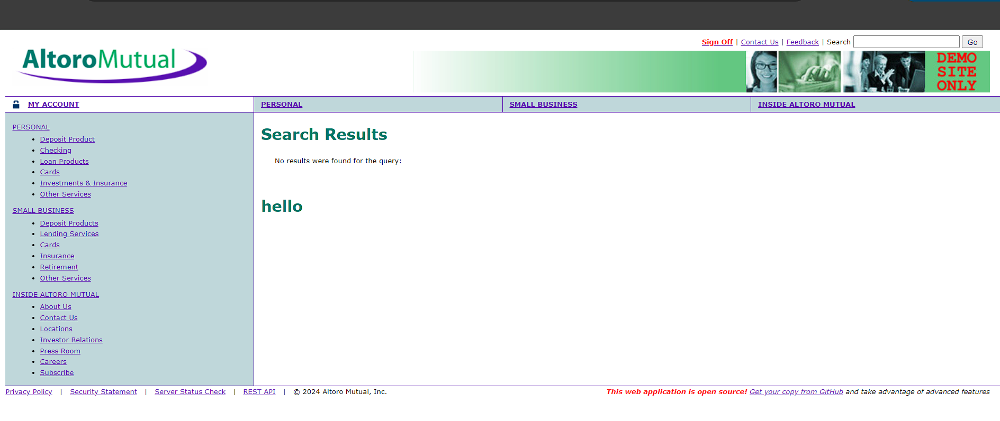 Sign Off | Contact Us | Feedback | Search Go
AltoroMutual
DEMO
SITE
ONLY
MY ACCOUNT
PERSONAL
SMALL BUSINESS
INSIDE ALTORO MUTUAL
PERSONAL
• Deposit Product
• Checking
• Loan Products
• Cards
• Investments & Insurance
• Other Services
SMALL BUSINESS
• Deposit Products
• Lending Services
• Cards
• Insurance
• Retirement
• Other Services
INSIDE ALTORO MUTUAL
• About Us
• Contact Us
• Locations
• Investor Relations
• Press Room
• Careers
• Subscribe
Search Results
No results were found for the query:
hello
Privacy Policy | Security Statement | Server Status Check | REST API | © 2024 Altoro Mutual, Inc.
This web application is open source! Get your copy from GitHub and take advantage of advanced features